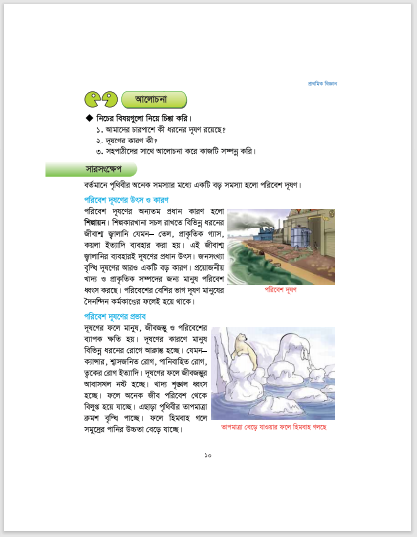 প্রাথমিক বিজ্ঞান
আলোচনা
◆ নিচের বিষয়গুলো নিয়ে চিন্তা করি।
১. আমাদের চারপাশে কী ধরনের দূষণ রয়েছে?
২. দূষণের কারণ কী?
৩. সহপাঠীদের সাথে আলোচনা করে কাজটি সম্পন্ন করি।
সারসংক্ষেপ
বর্তমানে পৃথিবীর অনেক সমস্যার মধ্যে একটি বড় সমস্যা হলো পরিবেশ দূষণ।
পরিবেশ দূষণের উৎস ও কারণ
পরিবেশ দূষণের অন্যতম প্রধান কারণ হলো
শিল্পায়ন। শিল্পকারখানা সচল রাখতে বিভিন্ন ধরনের
জীবাশ্ম জ্বালানি যেমন— তেল, প্রাকৃতিক গ্যাস,
কয়লা ইত্যাদি ব্যবহার করা হয়। এই জীবাশ্ম
জ্বালানির ব্যবহারই দূষণের প্রধান উৎস। জনসংখ্যা
বৃদ্ধি দূষণের আরও একটি বড় কারণ। প্রয়োজনীয়
খাদ্য ও প্রাকৃতিক সম্পদের জন্য মানুষ পরিবেশ
ধ্বংস করছে। পরিবেশের বেশির ভাগ দূষণ মানুষের
দৈনন্দিন কর্মকাণ্ডের ফলেই হয়ে থাকে।
পরিবেশ দূষণ
পরিবেশ দূষণের প্রভাব
দূষণের ফলে মানুষ, জীবজন্তু ও পরিবেশের
ব্যাপক ক্ষতি হয়। দূষণের কারণে মানুষ
বিভিন্ন ধরনের রোগে আক্রান্ত হচ্ছে। যেমন—
ক্যান্সার, শ্বাসজনিত রোগ, পানিবাহিত রোগ,
ত্বকের রোগ ইত্যাদি। দূষণের ফলে জীবজন্তুর
আবাসস্থল নষ্ট হচ্ছে। খাদ্য শৃঙ্খল ধ্বংস
হচ্ছে। ফলে অনেক জীব পরিবেশ থেকে
বিলুপ্ত হয়ে যাচ্ছে। এছাড়া পৃথিবীর তাপমাত্রা
ক্রমশ বৃদ্ধি পাচ্ছে। ফলে হিমবাহ গলে
সমুদ্রের পানির উচ্চতা বেড়ে যাচ্ছে।
তাপমাত্রা বেড়ে যাওয়ার ফলে হিমবাহ গলছে
১০